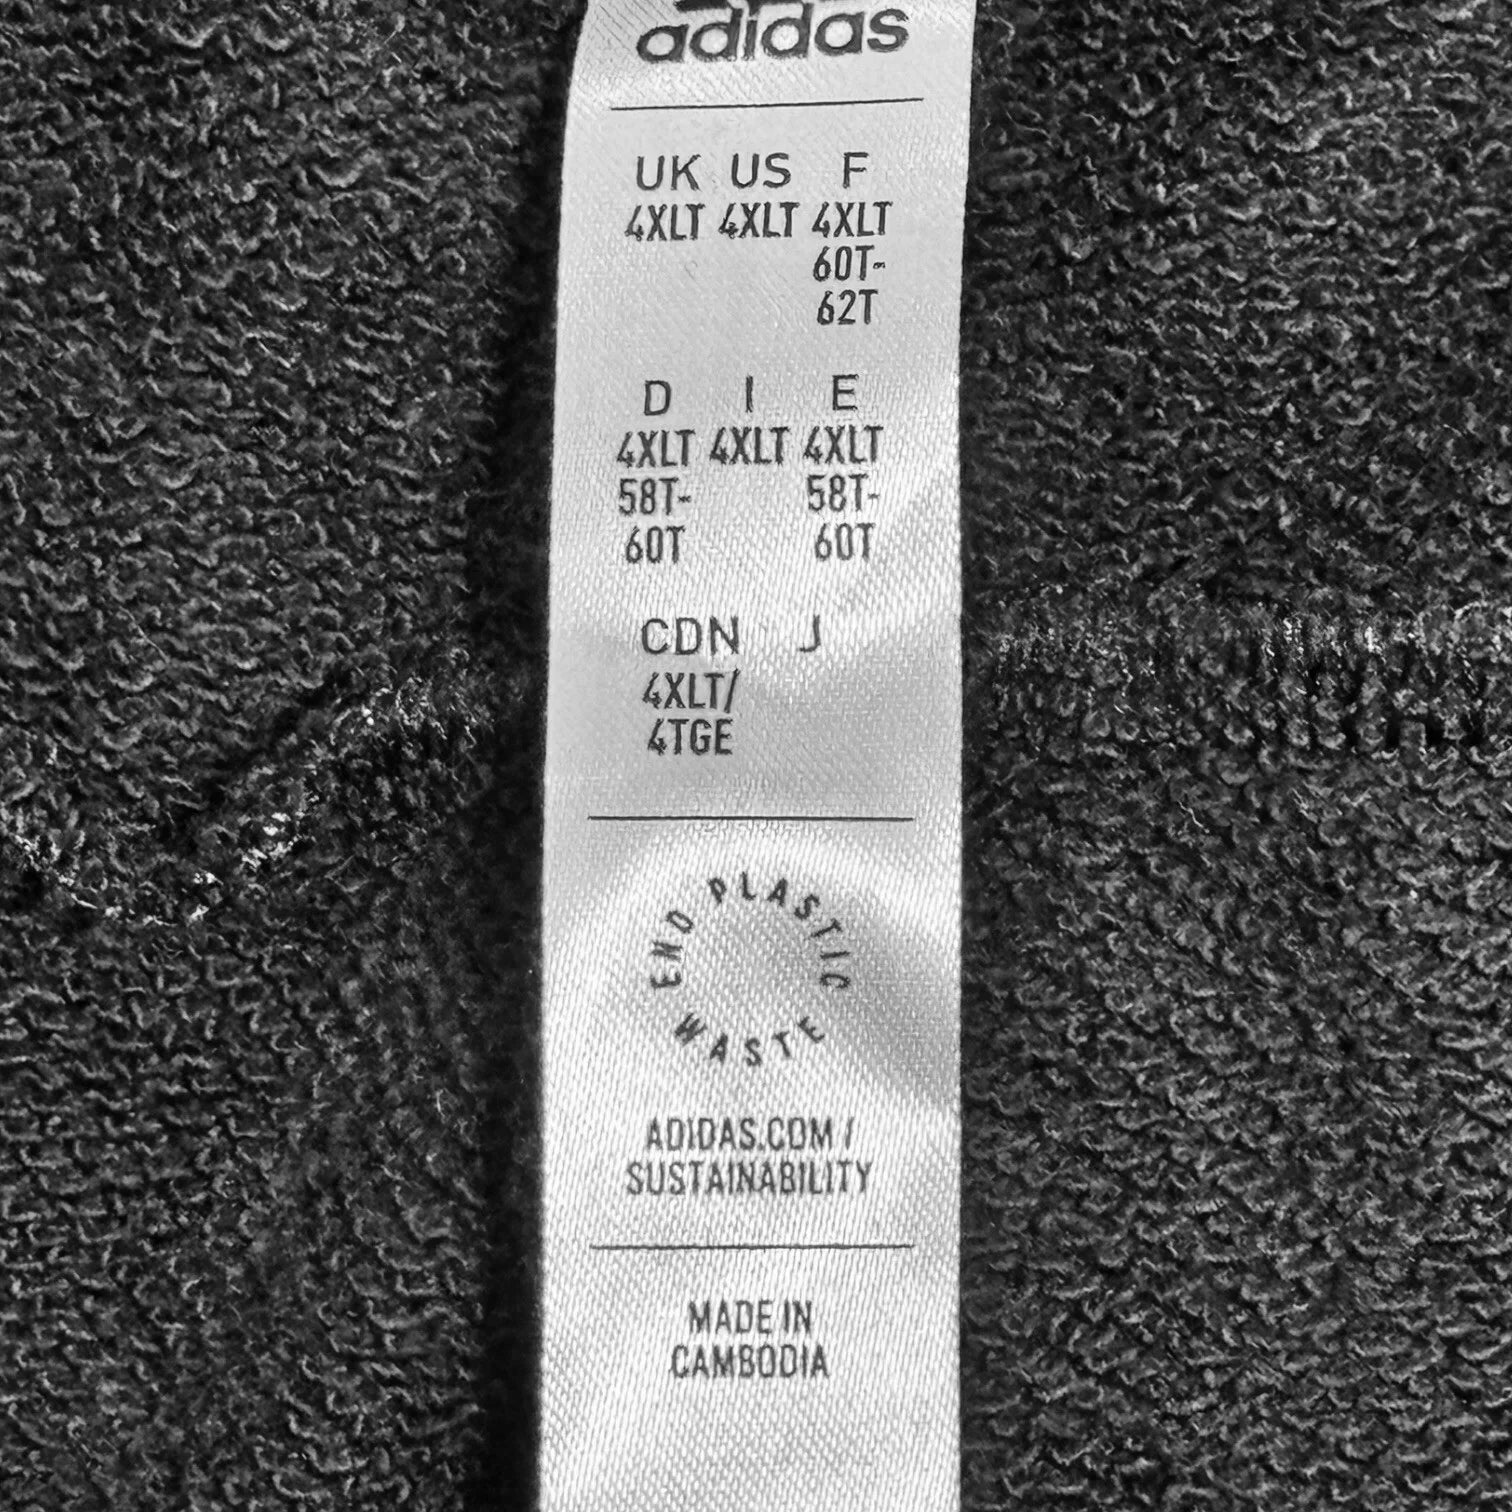 adidas
UK US F
4XLT 4XLT 4XLT
60T-
62T
D I E
4XLT 4XLT 4XLT
58T- 58T-
60T 60T
CDN J
4XLT/
4TGE
END PLASTIC WASTE
ADIDAS.COM /
SUSTAINABILITY
MADE IN
CAMBODIA